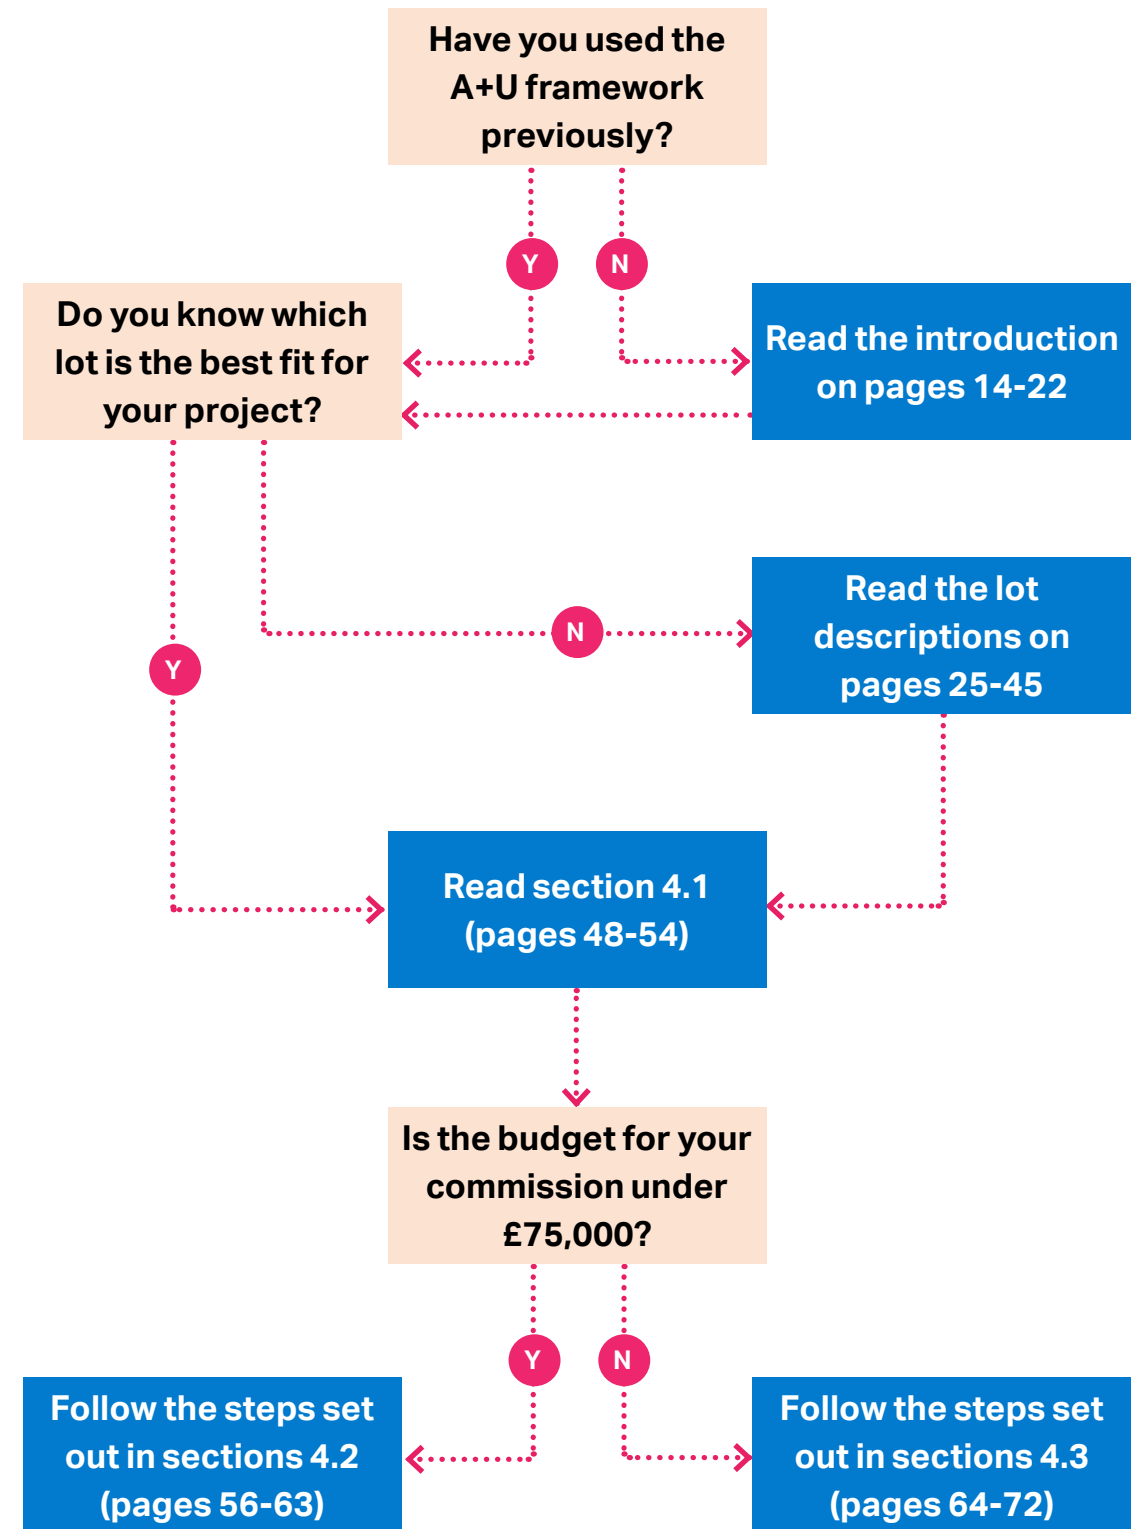 Have you used the
A+U framework
previously?
Y
N
Do you know which
lot is the best fit for
your project?
Read the introduction
on pages 14-22
N
Read the lot
descriptions on
pages 25-45
Y
Read section 4.1
(pages 48-54)
Is the budget for your
commission under
£75,000?
Y
N
Follow the steps set
out in sections 4.2
(pages 56-63)
Follow the steps set
out in sections 4.3
(pages 64-72)